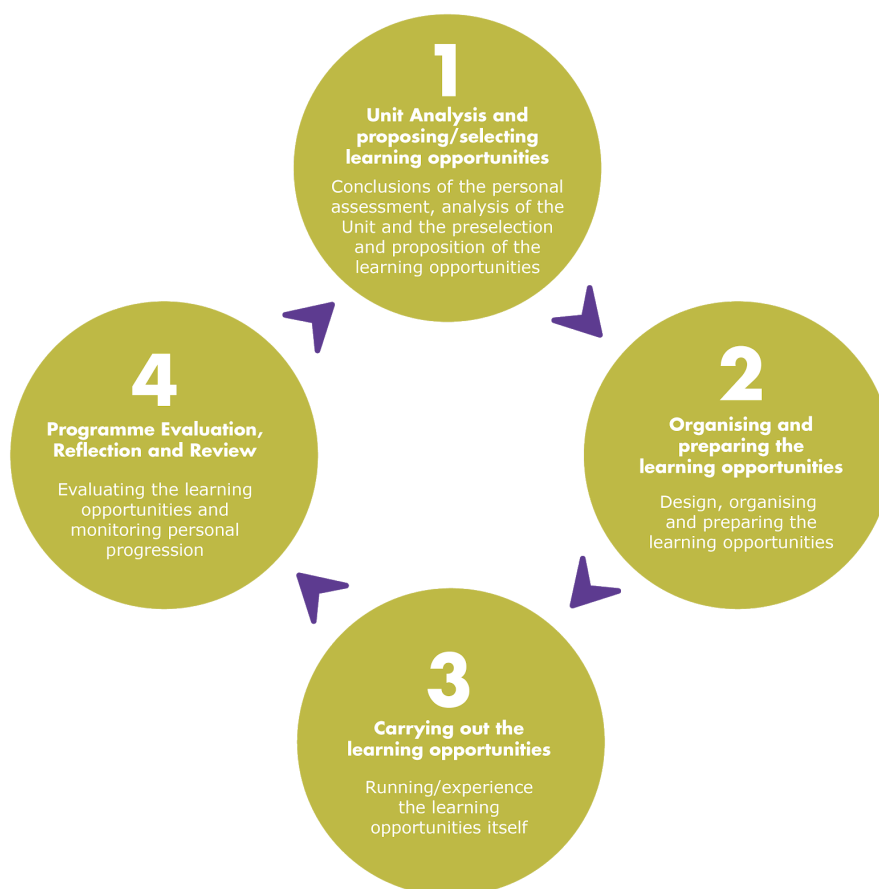 1
Unit Analysis and
proposing/selecting
learning opportunities
Conclusions of the personal
assessment, analysis of the
Unit and the preselection
and proposition of the
learning opportunities
2
Organising and
preparing the
learning opportunities
Design, organising
and preparing the
learning opportunities
3
Carrying out the
learning opportunities
Running/experience
the learning
opportunities itself
4
Programme Evaluation,
Reflection and Review
Evaluating the learning
opportunities and
monitoring personal
progression